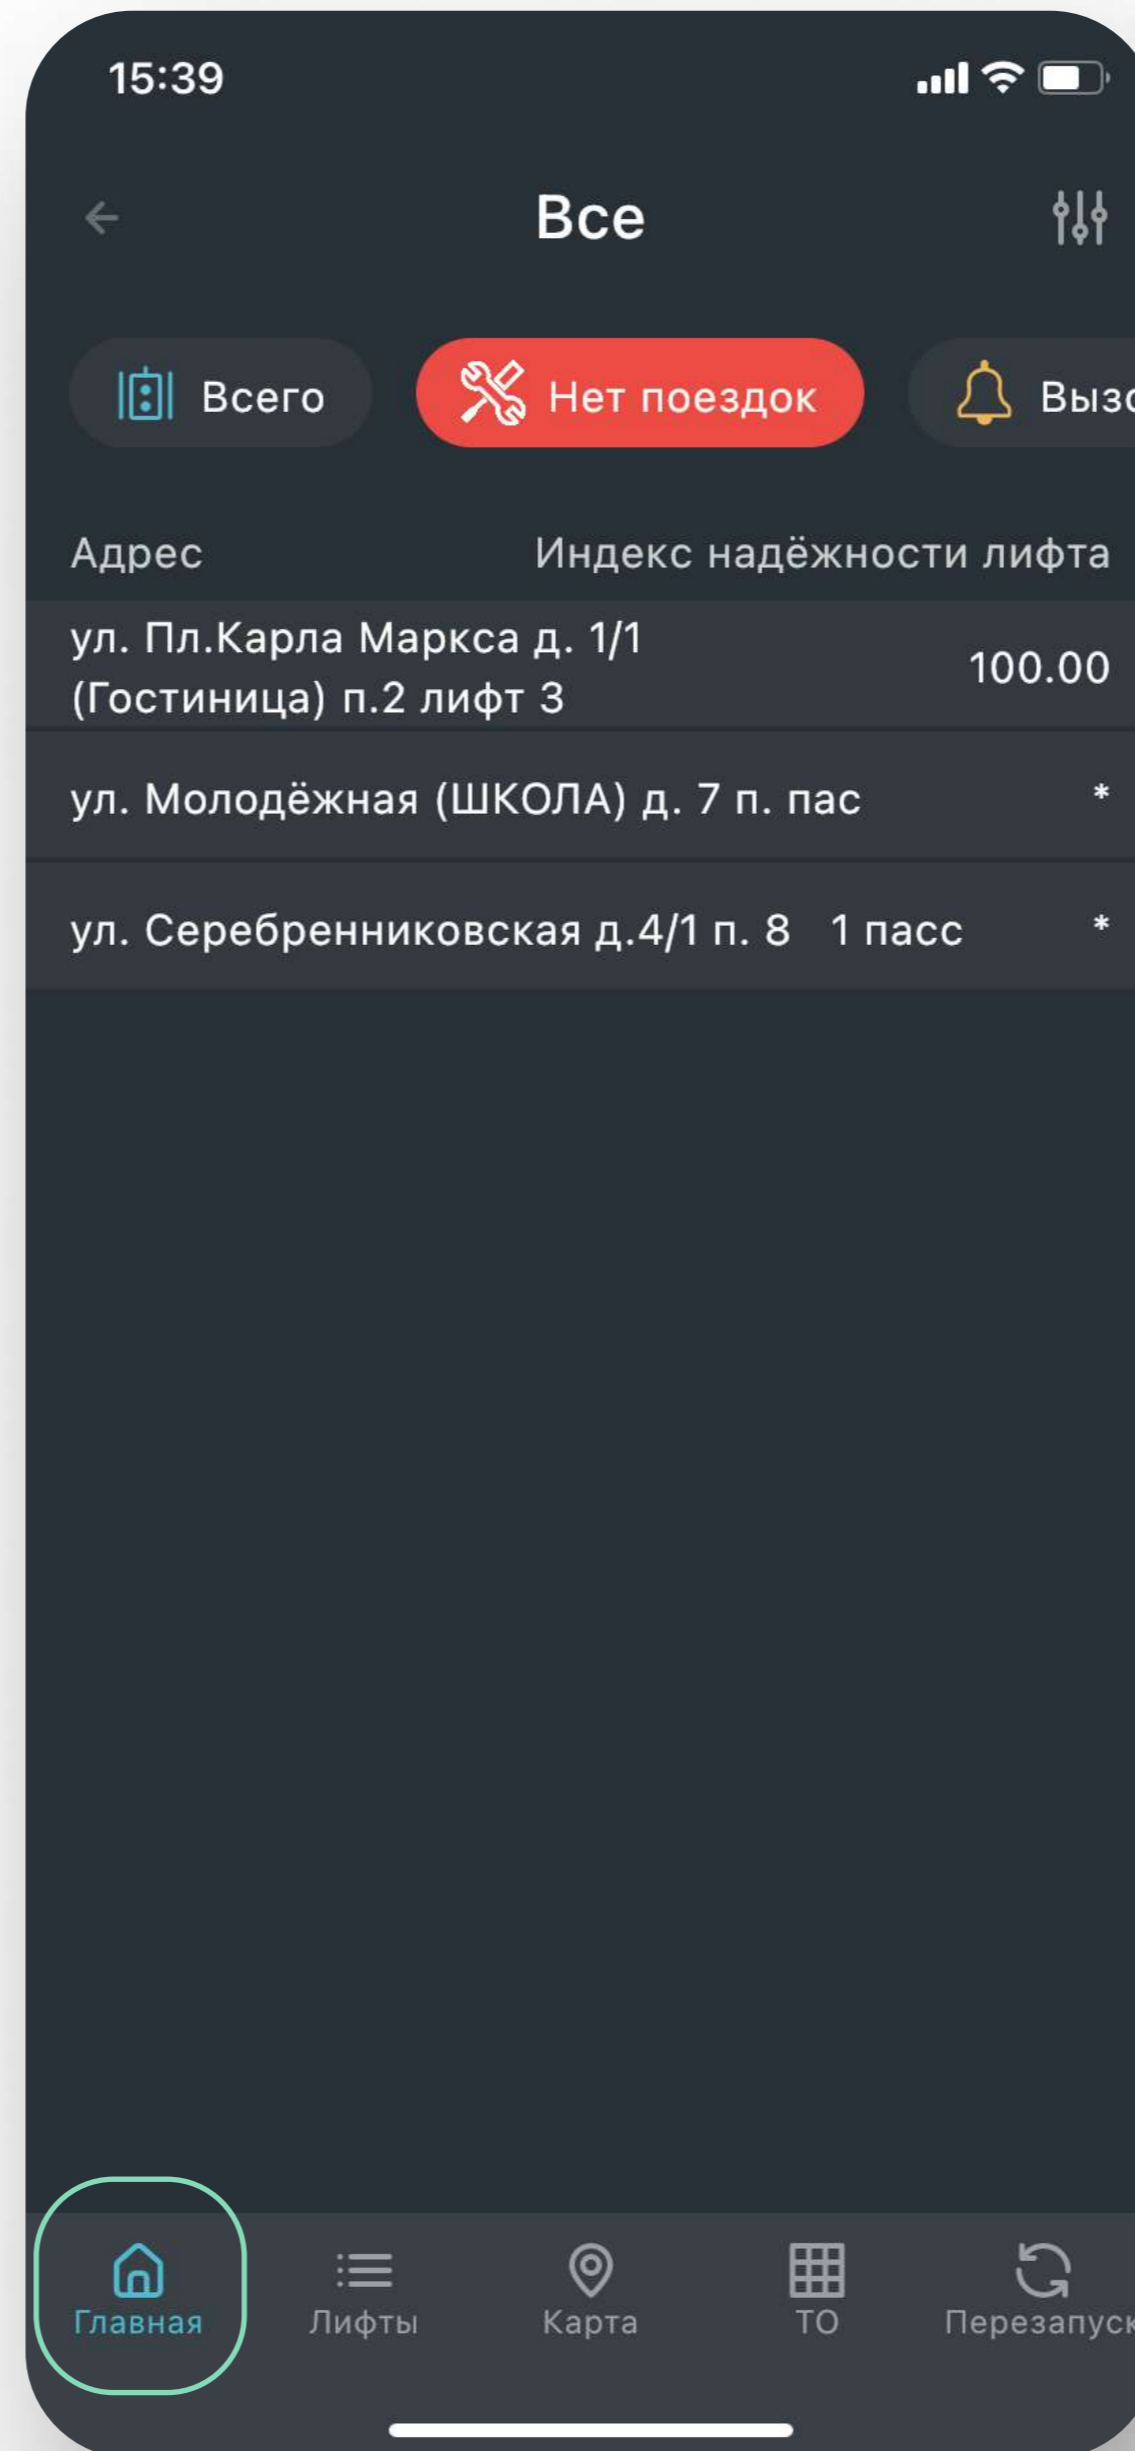 15:39
Все
Всего
Нет поездок
Адрес
Индекс надёжности лифта
ул. Пл.Карла Маркса д. 1/1
(Гостиница) п.2 лифт 3
100.00
ул. Молодёжная (ШКОЛА) д. 7 п. пас *
ул. Серебренниковская д.4/1 п. 8 1 пасс *
Главная
Лифты
Карта
ТО
Перезапуск